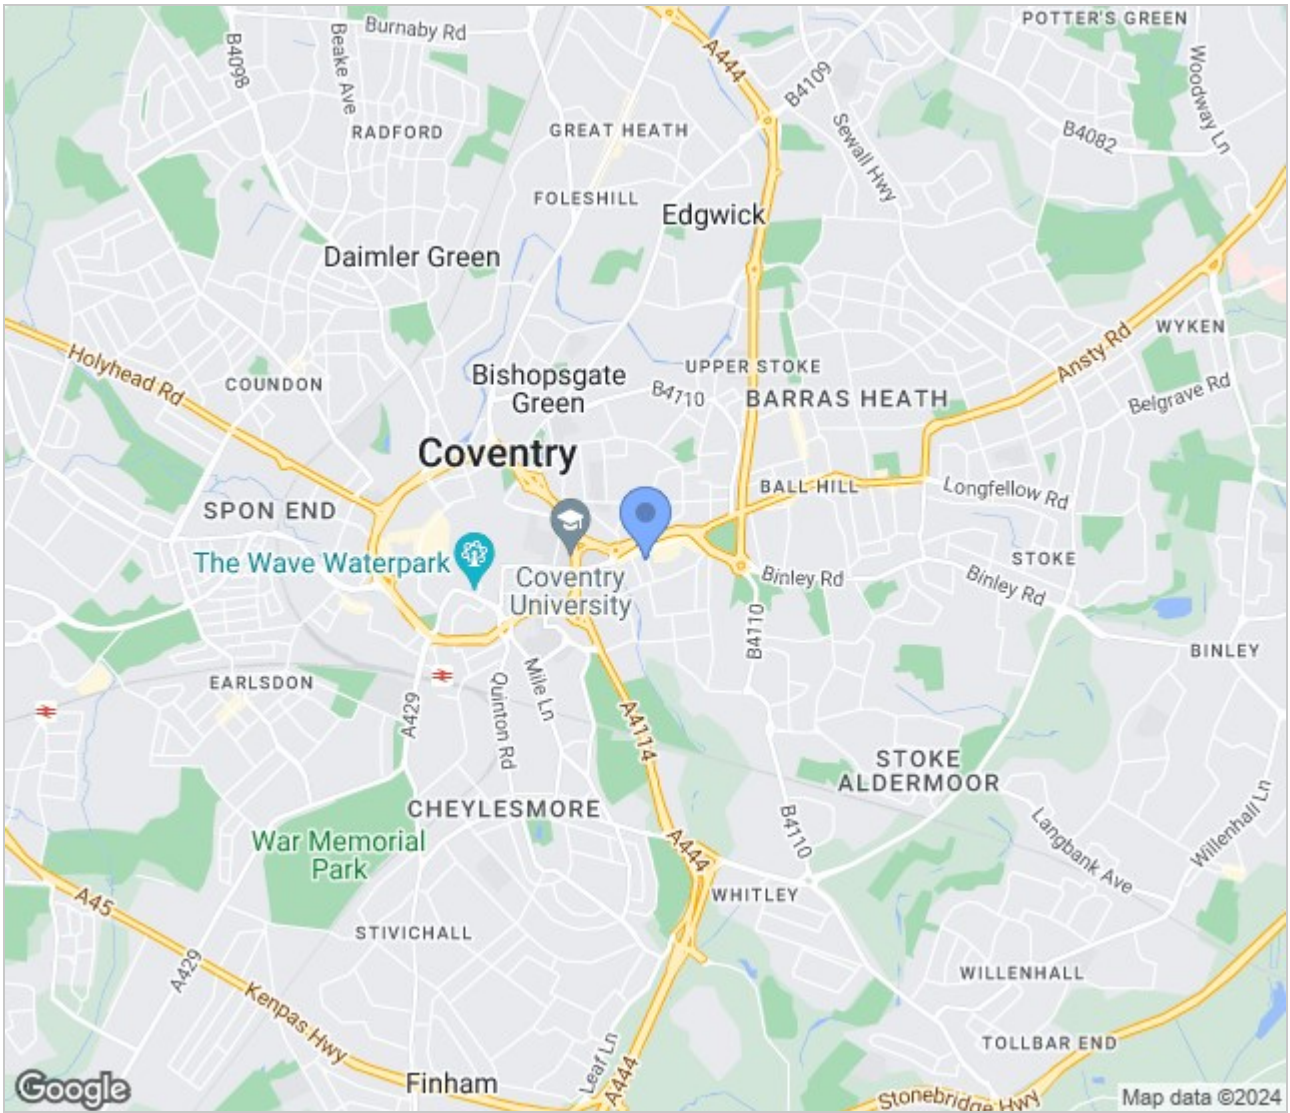 POTTER'S GREEN
Burnaby Rd
B4098
Beake Ave
A444
B4109
Woodway Ln
RADFORD
GREAT HEATH
Sewall Hwy
B4082
FOLESHILL
Edgwick
Daimler Green
Holyhead Rd
WYKEN
Ansty Rd
COUNDON
Bishopsgate
Green
UPPER STOKE
B4110
BARRAS HEATH
Belgrave Rd
Coventry
SPON END
BALL HILL
Longfellow Rd
The Wave Waterpark
Coventry
University
Binley Rd
STOKE
Binley Rd
B4110
BINLEY
EARLSDON
A429
Quinton Rd
Mile Ln
A4114
STOKE
ALDERMOOR
CHEYLESMORE
War Memorial
Park
A444
B4110
Langbank Ave
Willenhall Ln
A45
WHITLEY
STIVICHALL
A429
WILLENHALL
Kenpas Hwy
TOLLBAR END
Leaf Ln
A444
Finham
Stonebridge Hwy
Google
Map data ©2024